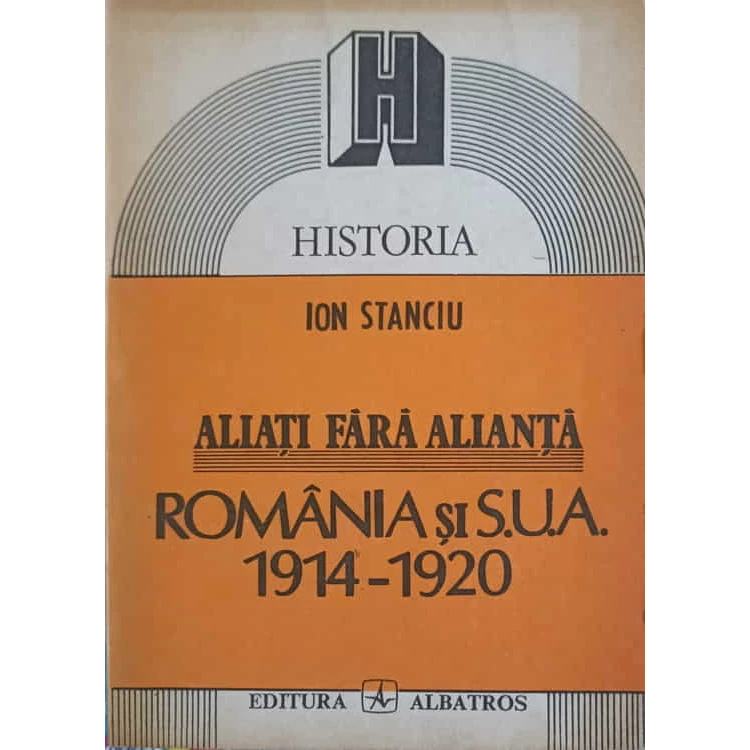 H
HISTORIA
ION STANCIU
ALIAȚI FĂRĂ ALIANȚĂ
ROMÂNIA ȘI S.U.A.
1914-1920
EDITURA A ALBATROS